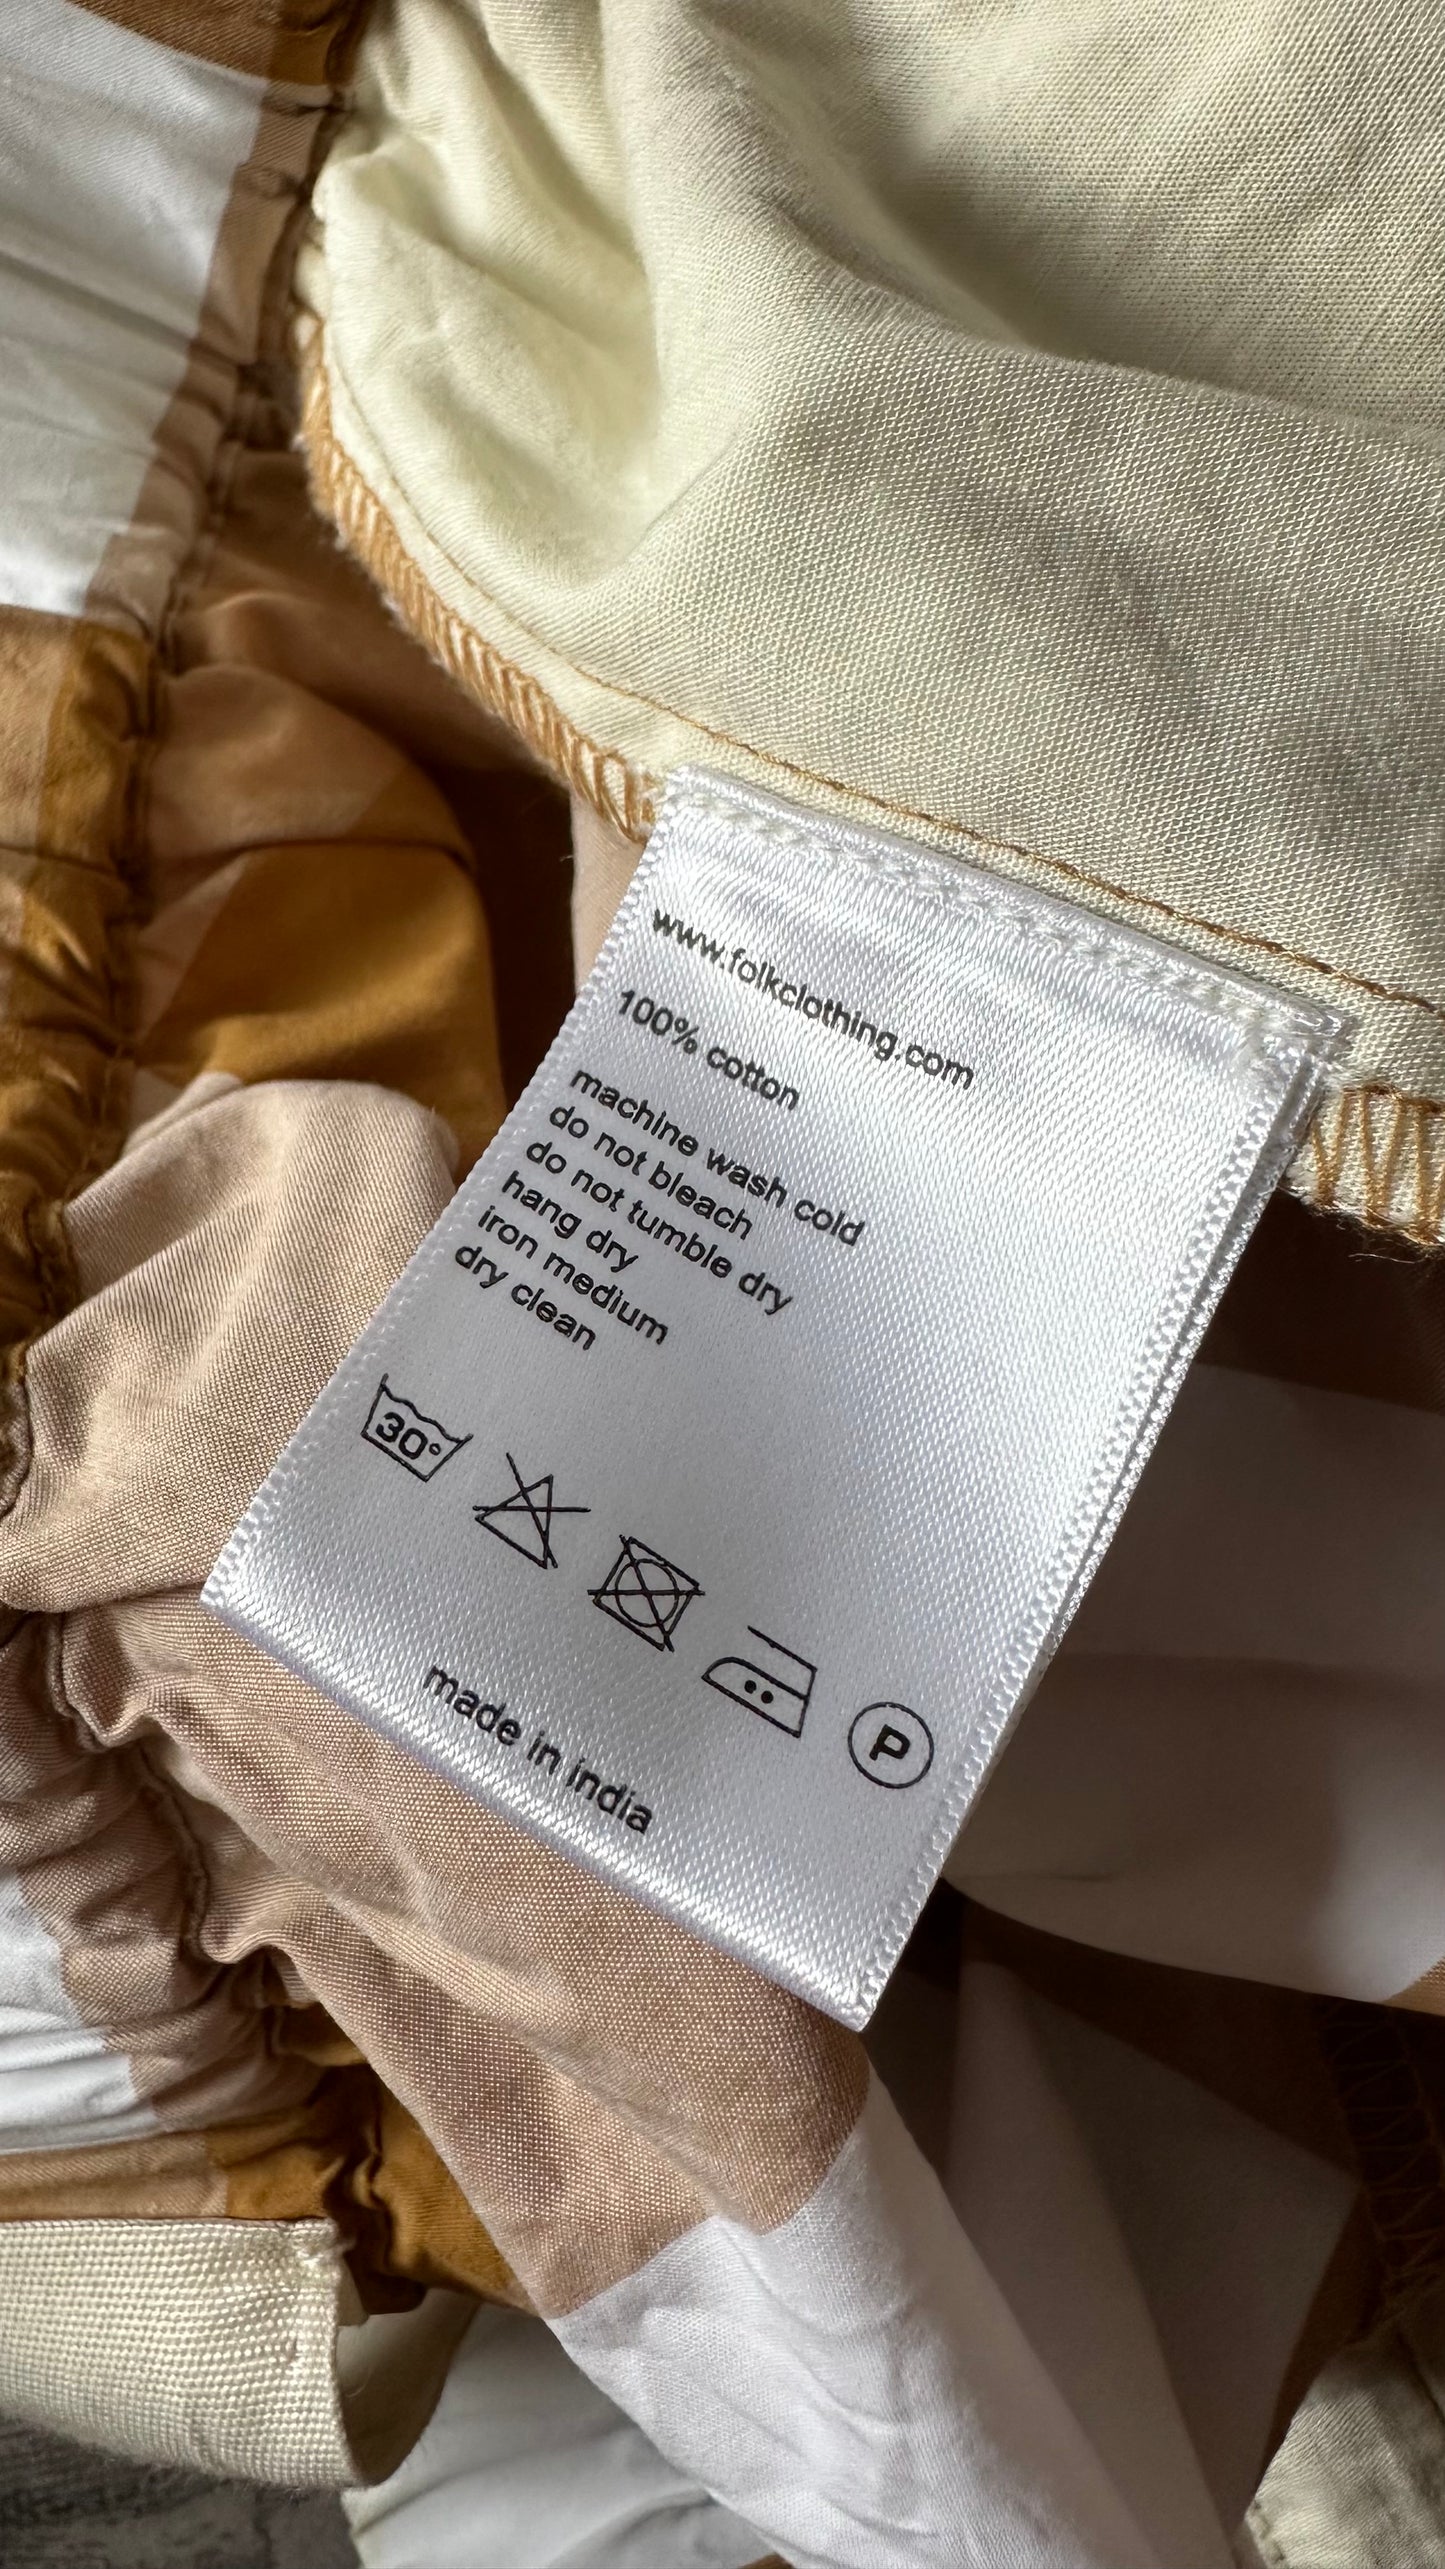 www.folkclothing.com
100% cotton
machine wash cold
do not bleach
do not tumble dry
hang dry
iron medium
dry clean
30°
P
made in india